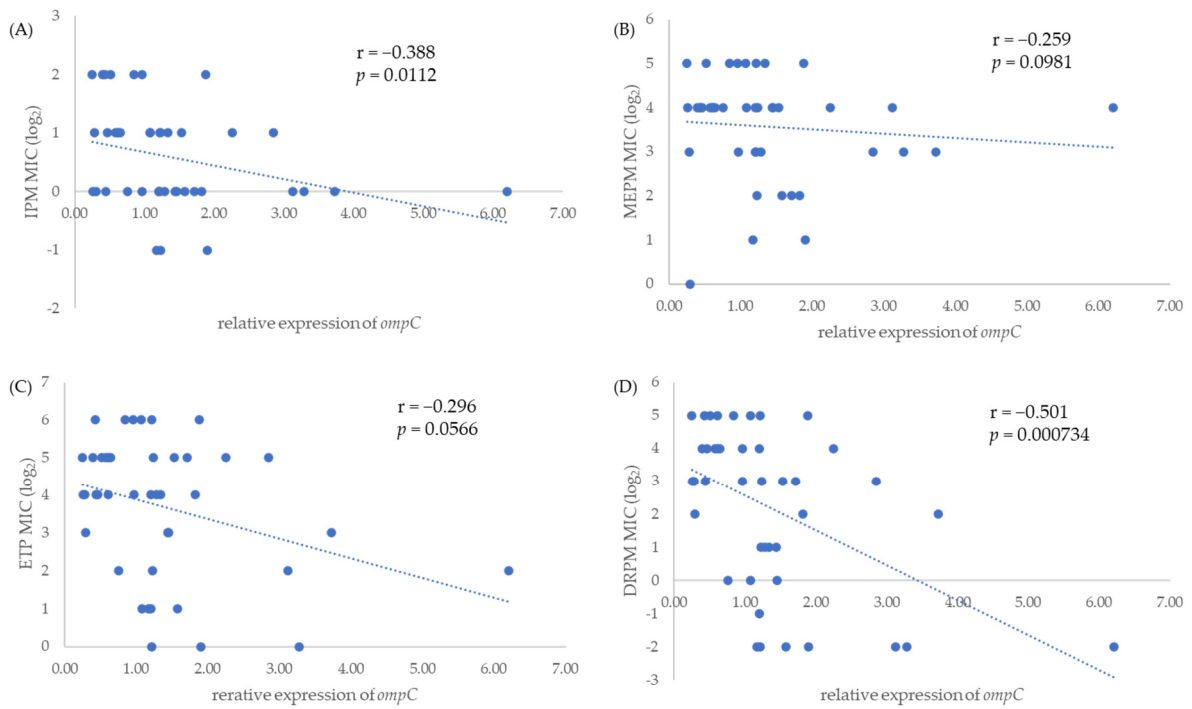 (A)
3
2
1
0
-1
-2
IPM MIC (log2)
0.00 1.00 2.00 3.00 4.00 5.00 6.00 7.00
relative expression of ompC
r = −0.388
p = 0.0112
(B)
6
5
4
3
2
1
0
MEPM MIC (log2)
0.00 1.00 2.00 3.00 4.00 5.00 6.00 7.00
relative expression of ompC
r = −0.259
p = 0.0981
(C)
7
6
5
4
3
2
1
0
ETP MIC (log2)
0.00 1.00 2.00 3.00 4.00 5.00 6.00 7.00
rerative expression of ompC
r = −0.296
p = 0.0566
(D)
6
5
4
3
2
1
0
-1
-2
-3
DRPM MIC (log2)
0.00 1.00 2.00 3.00 4.00 5.00 6.00 7.00
relative expression of ompC
r = −0.501
p = 0.000734